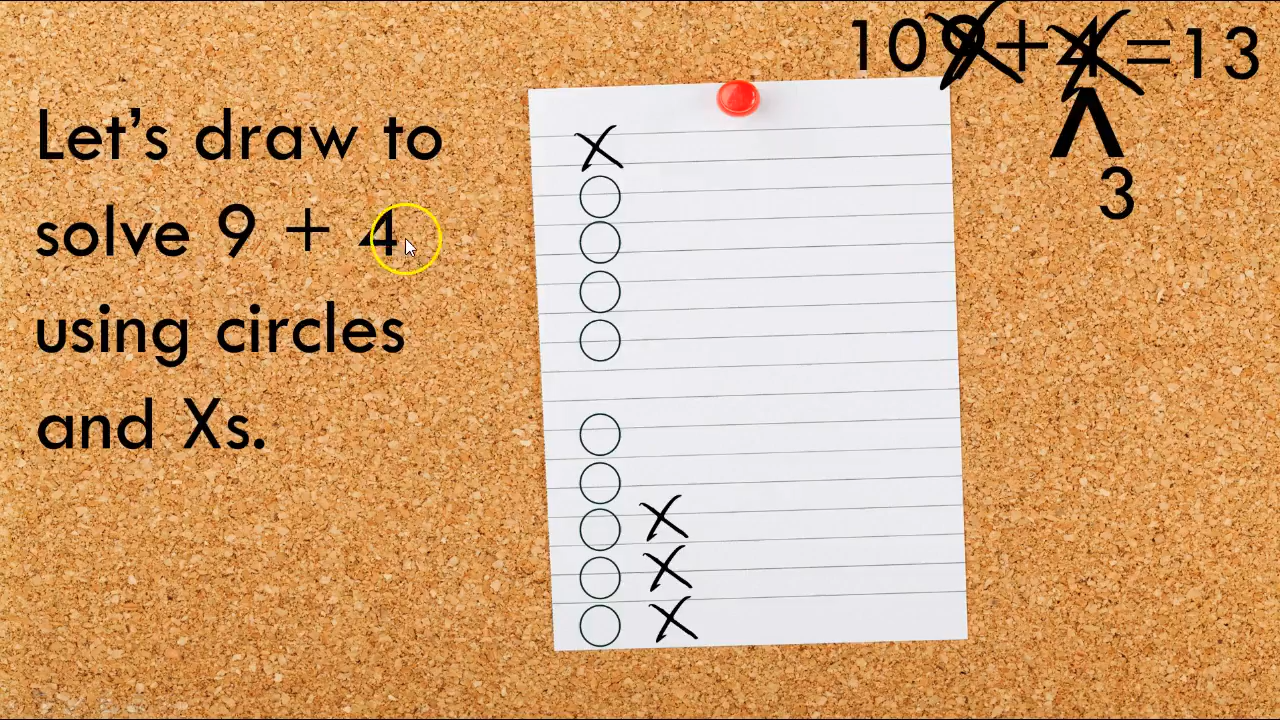 Let's draw to
solve 9 + 4
using circles
and Xs.
10 9 + 4 = 13
3